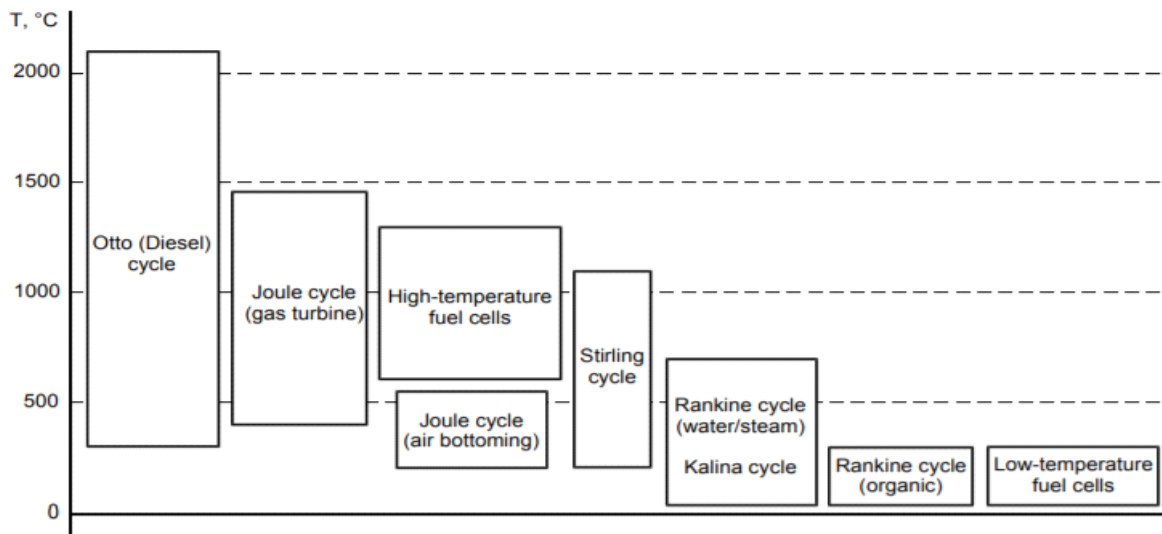 T, °C
2000
1500
1000
500
0
Otto (Diesel)
cycle
Joule cycle
(gas turbine)
High-temperature
fuel cells
Joule cycle
(air bottoming)
Stirling
cycle
Rankine cycle
(water/steam)
Kalina cycle
Rankine cycle
(organic)
Low-temperature
fuel cells